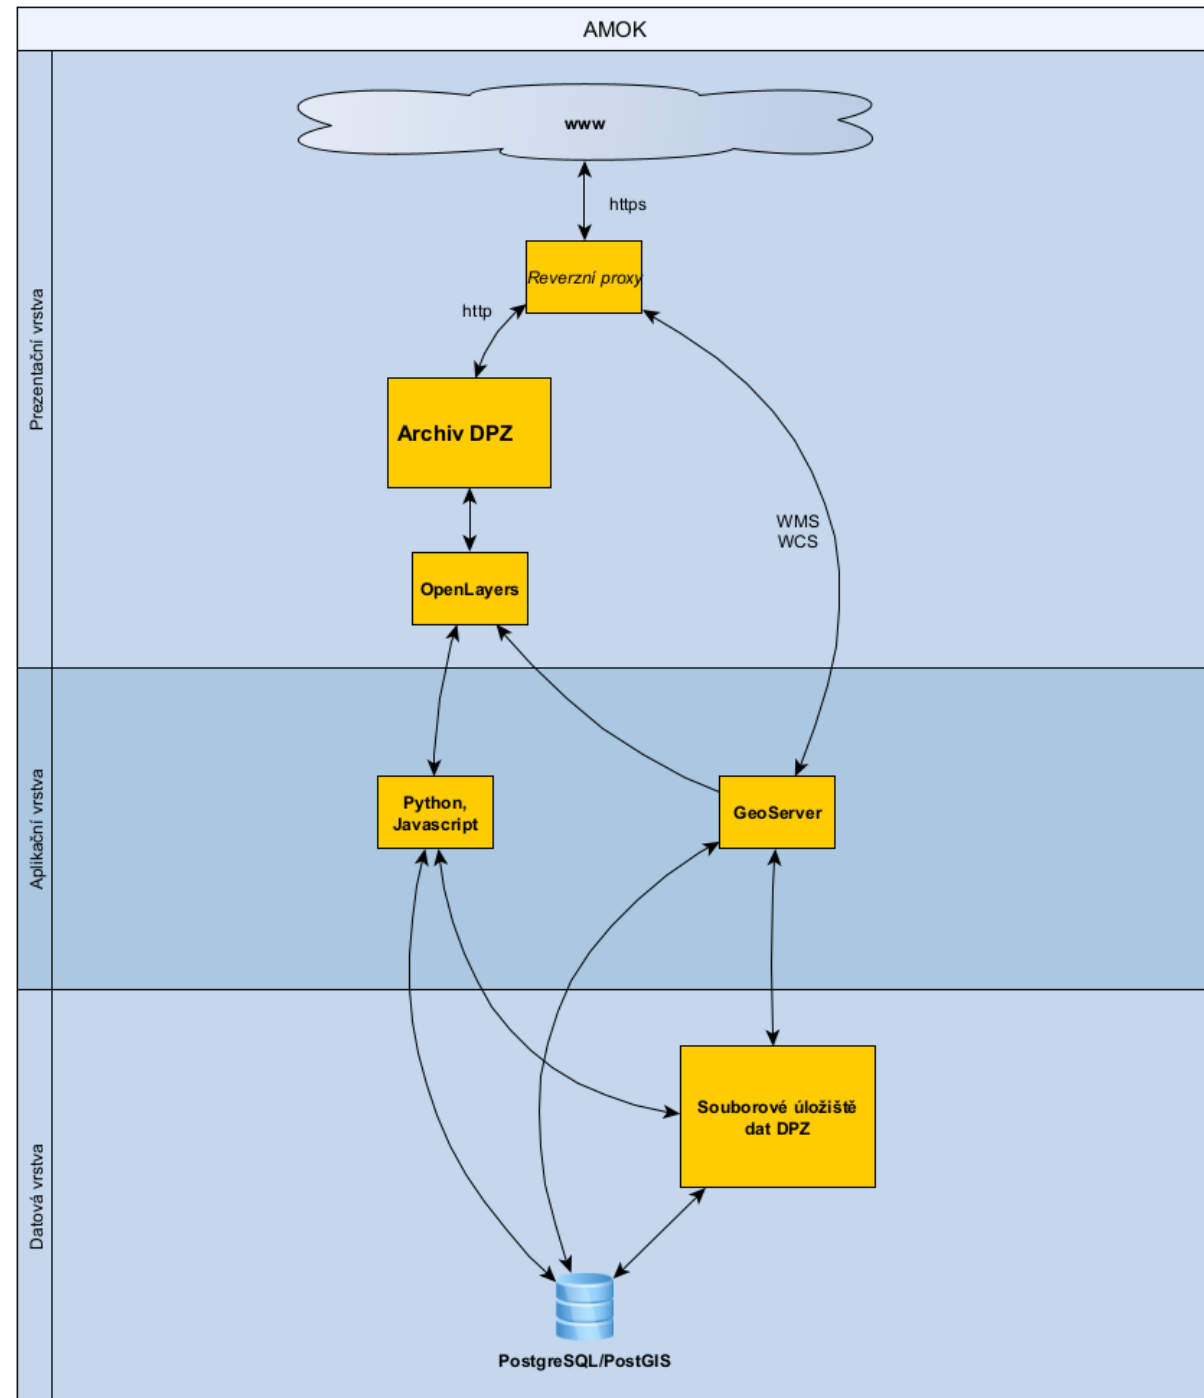 AMOK
Prezentační vrstva
www
https
Reverzní proxy
http
Archiv DPZ
WMS
WCS
OpenLayers
Aplikační vrstva
Python,
Javascript
GeoServer
Datová vrstva
Souborové úložiště
dat DPZ
PostgreSQL/PostGIS